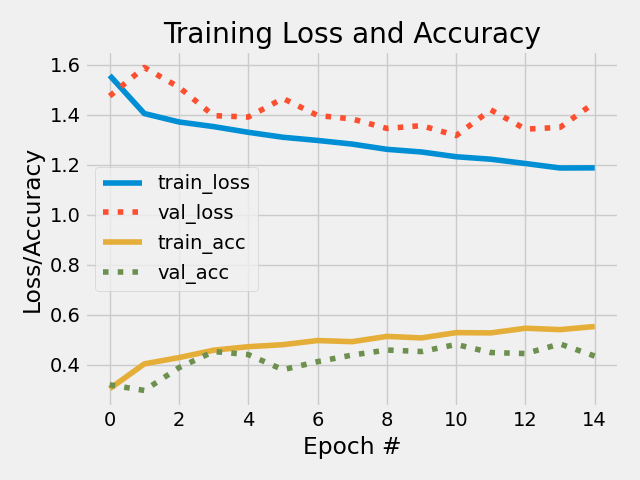 Training Loss and Accuracy
Loss/Accuracy
1.6
1.4
1.2
1.0
0.8
0.6
0.4
train_loss
val_loss
train_acc
val_acc
0 2 4 6 8 10 12 14
Epoch #